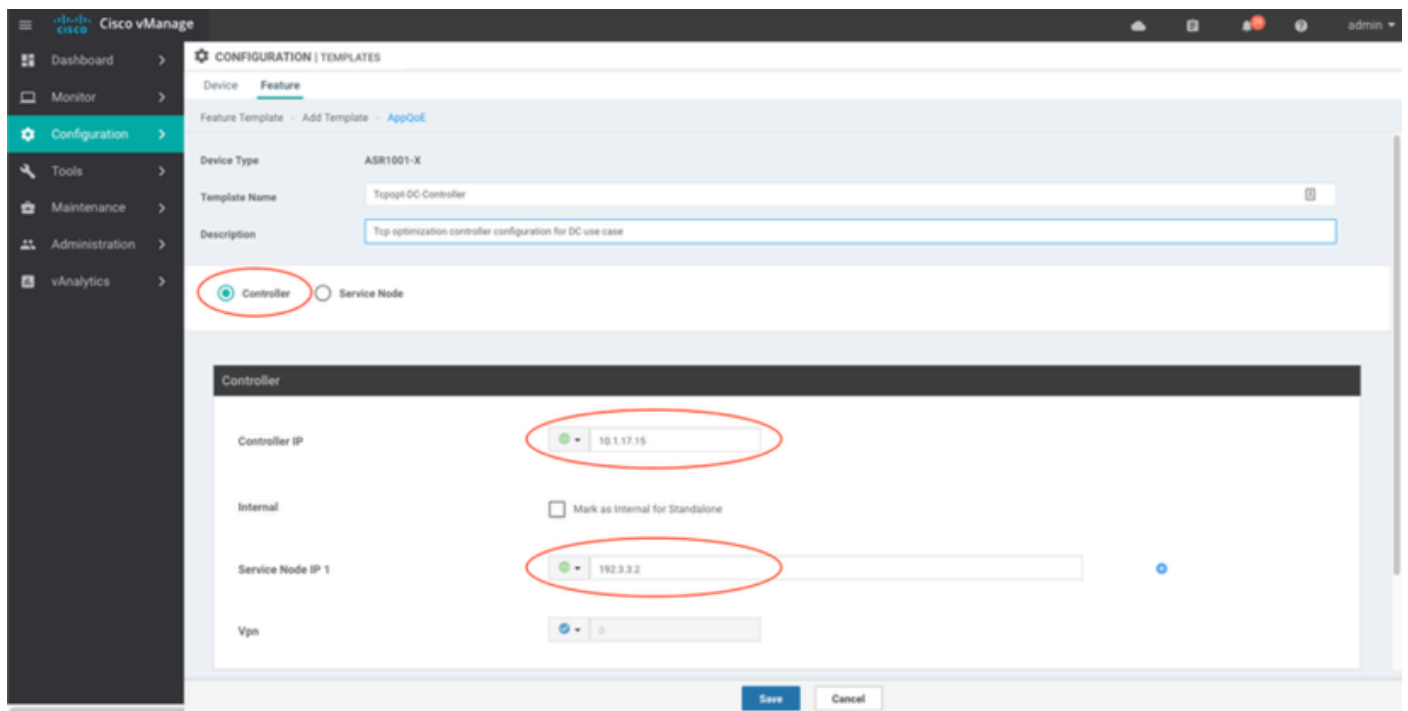 cisco Cisco vManage admin
Dashboard
Monitor
Configuration
Tools
Maintenance
Administration
vAnalytics
CONFIGURATION | TEMPLATES
Device Feature
Feature Template > Add Template > AppQoE
Device Type ASR1001-X
Template Name Tcpopt-DC-Controller
Description Tcp optimization controller configuration for DC use case
Controller Service Node
Controller
Controller IP 10.1.17.15
Internal Mark as Internal for Standalone
Service Node IP 1 192.3.3.2
Vpn 0
Save Cancel